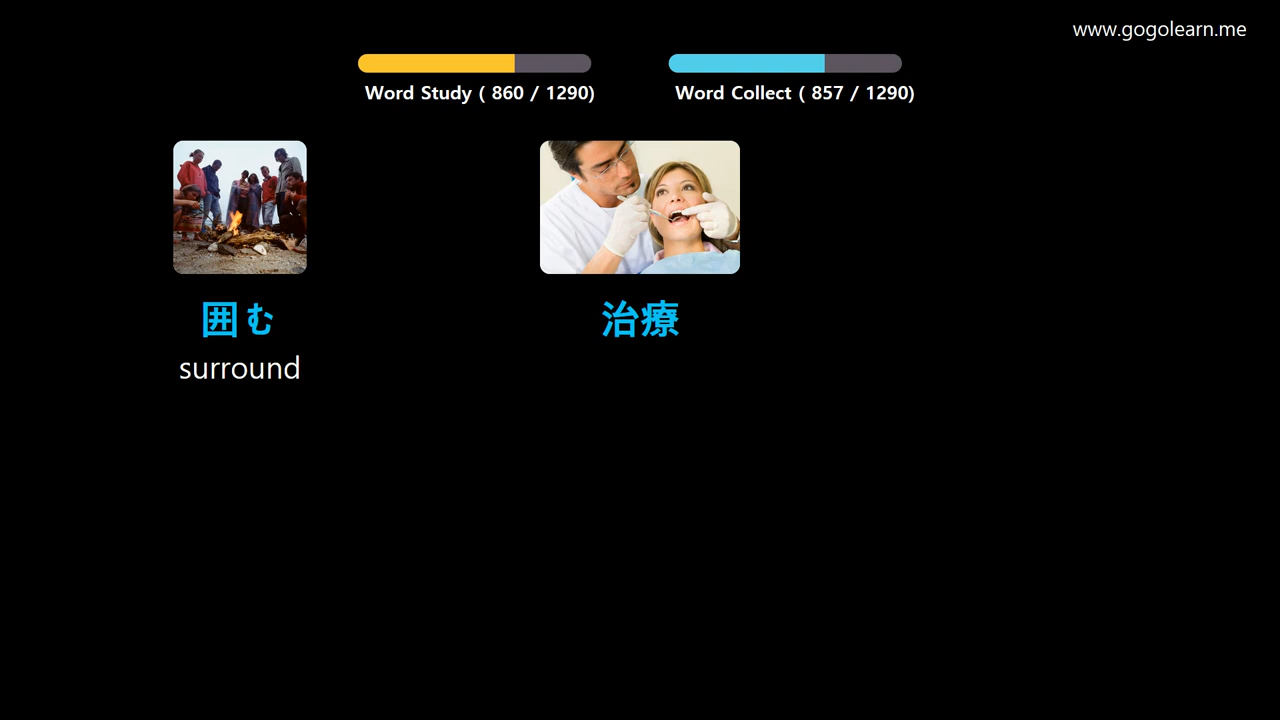 www.gogolearn.me
Word Study ( 860 / 1290)
Word Collect ( 857 / 1290)
囲む
surround
治療